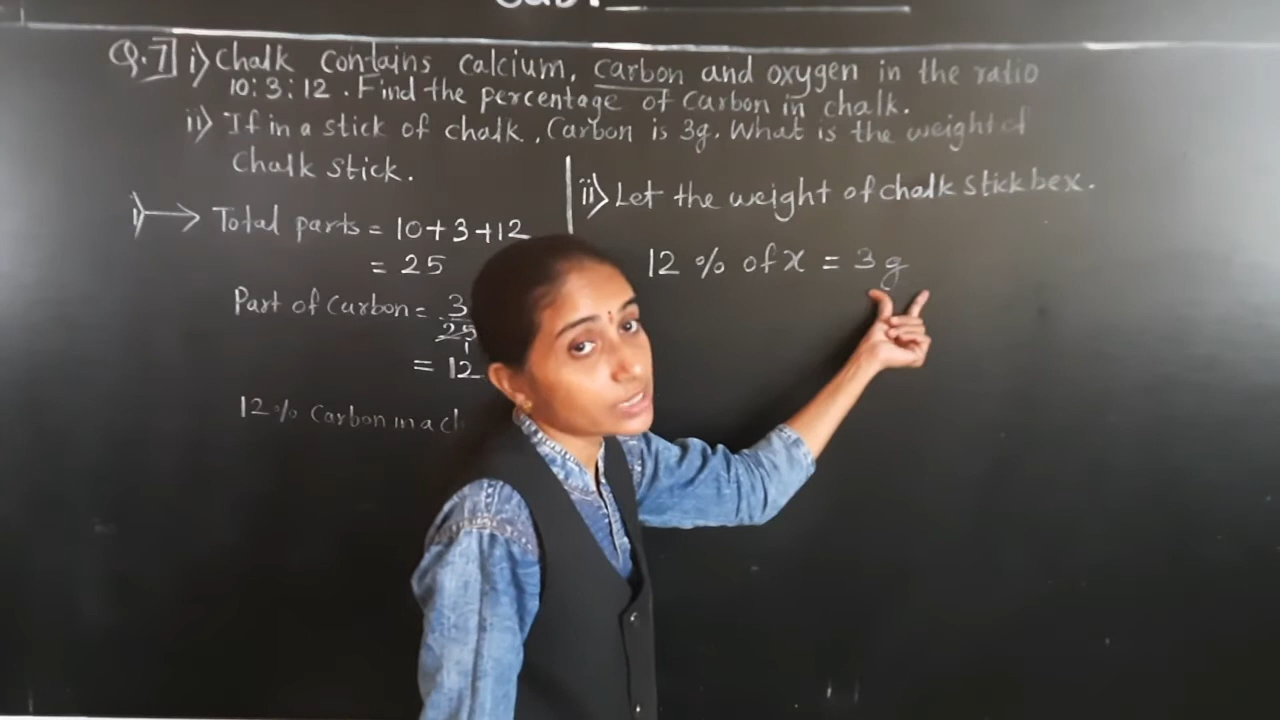 Q.7] i) Chalk contains calcium, carbon and oxygen in the ratio
10:3:12. Find the percentage of carbon in chalk.
ii) If in a stick of chalk, Carbon is 3g. What is the weight of
Chalk stick.
i) → Total parts = 10+3+12
= 25
Part of Carbon = 3
25
1
= 12
12% Carbon in a ch
ii) Let the weight of chalk stick be x.
12 % of x = 3g